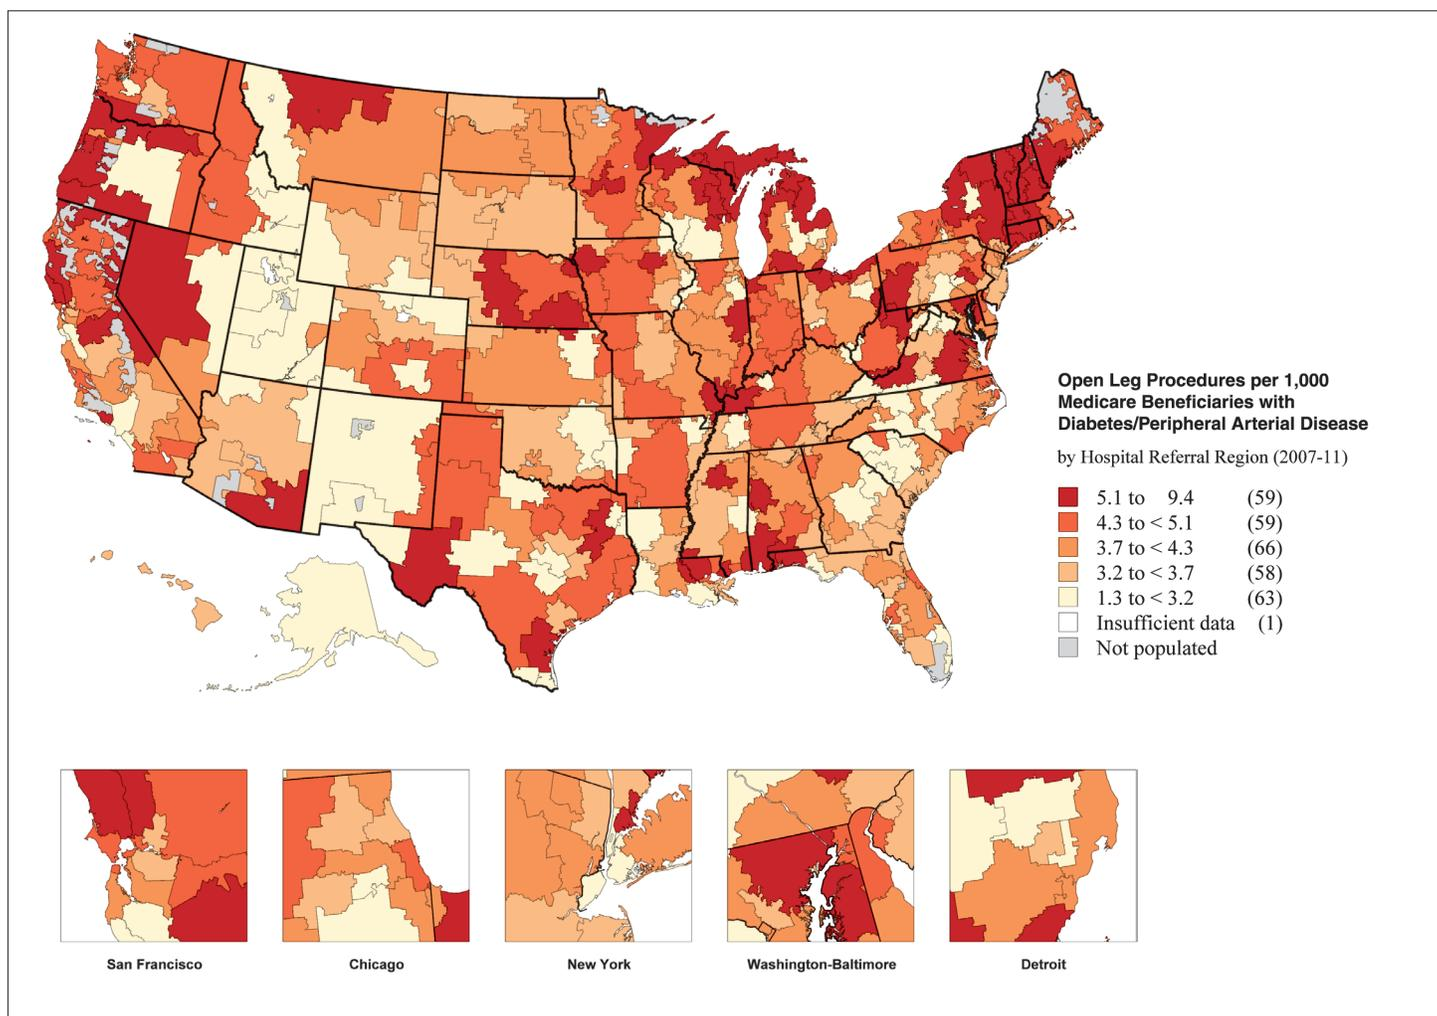 Open Leg Procedures per 1,000
Medicare Beneficiaries with
Diabetes/Peripheral Arterial Disease
by Hospital Referral Region (2007-11)
5.1 to 9.4 (59)
4.3 to < 5.1 (59)
3.7 to < 4.3 (66)
3.2 to < 3.7 (58)
1.3 to < 3.2 (63)
Insufficient data (1)
Not populated
San Francisco
Chicago
New York
Washington-Baltimore
Detroit